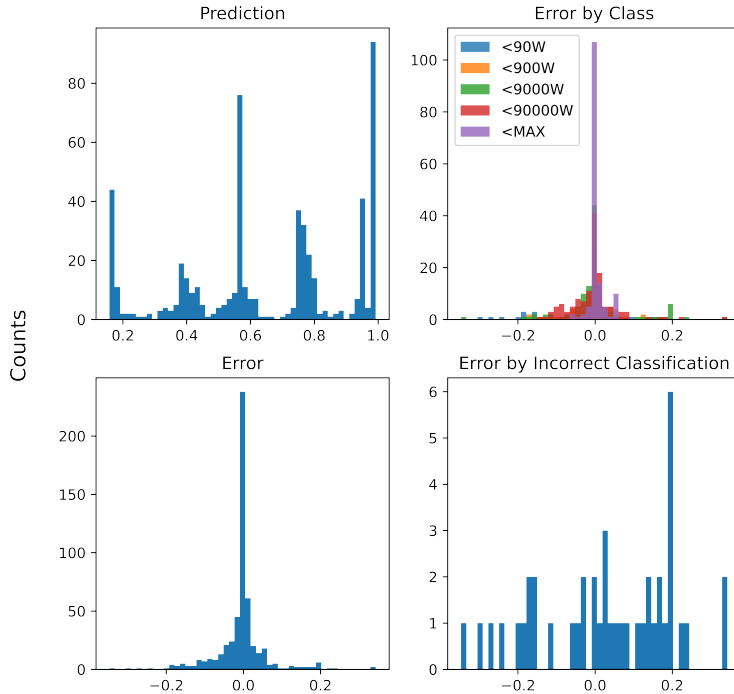 Prediction
Error by Class
80
60
40
20
0
0.2 0.4 0.6 0.8 1.0
100
80
60
40
20
0
−0.2 0.0 0.2
<90W
<900W
<9000W
<90000W
<MAX
Counts
Error
Error by Incorrect Classification
200
150
100
50
0
−0.2 0.0 0.2
6
5
4
3
2
1
0
−0.2 0.0 0.2